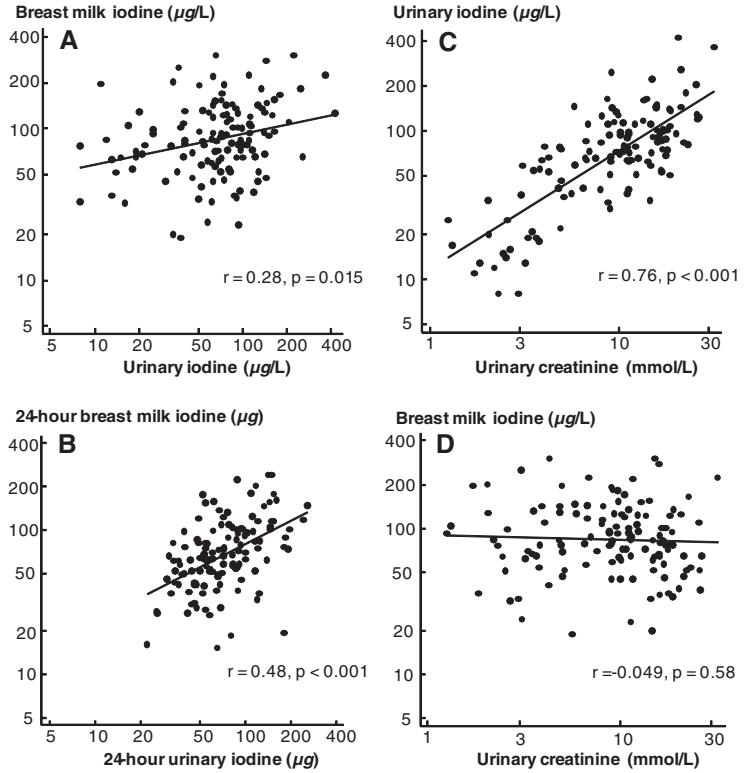 Breast milk iodine (µg/L)
A
400
200
100
50
20
10
5
r = 0.28, p = 0.015
5 10 20 50 100 200 400
Urinary iodine (µg/L)
Urinary iodine (µg/L)
C
400
200
100
50
20
10
5
r = 0.76, p < 0.001
1 3 10 30
Urinary creatinine (mmol/L)
24-hour breast milk iodine (µg)
B
400
200
100
50
20
10
5
r = 0.48, p < 0.001
5 10 20 50 100 200 400
24-hour urinary iodine (µg)
Breast milk iodine (µg/L)
D
400
200
100
50
20
10
5
r =-0.049, p = 0.58
1 3 10 30
Urinary creatinine (mmol/L)